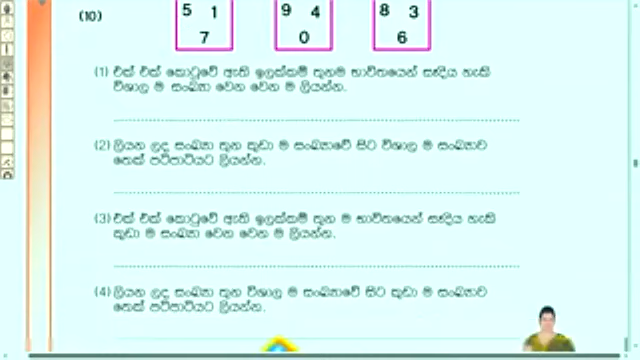 (10)
5 1 9 4 8 3
7 0 6
(1) එක් එක් කොටුවේ ඇති ඉලක්කම් තුනම භාවිතයෙන් සෑදිය හැකි
විශාල ම සංඛ්‍යා වෙන වෙන ම ලියන්න.
(2) ලියන ලද සංඛ්‍යා තුන කුඩා ම සංඛ්‍යාවේ සිට විශාල ම සංඛ්‍යාව
තෙක් පටිපාටියට ලියන්න.
(3) එක් එක් කොටුවේ ඇති ඉලක්කම් තුන ම භාවිතයෙන් සෑදිය හැකි
කුඩා ම සංඛ්‍යා වෙන වෙන ම ලියන්න.
(4) ලියන ලද සංඛ්‍යා තුන විශාල ම සංඛ්‍යාවේ සිට කුඩා ම සංඛ්‍යාව
තෙක් පටිපාටියට ලියන්න.